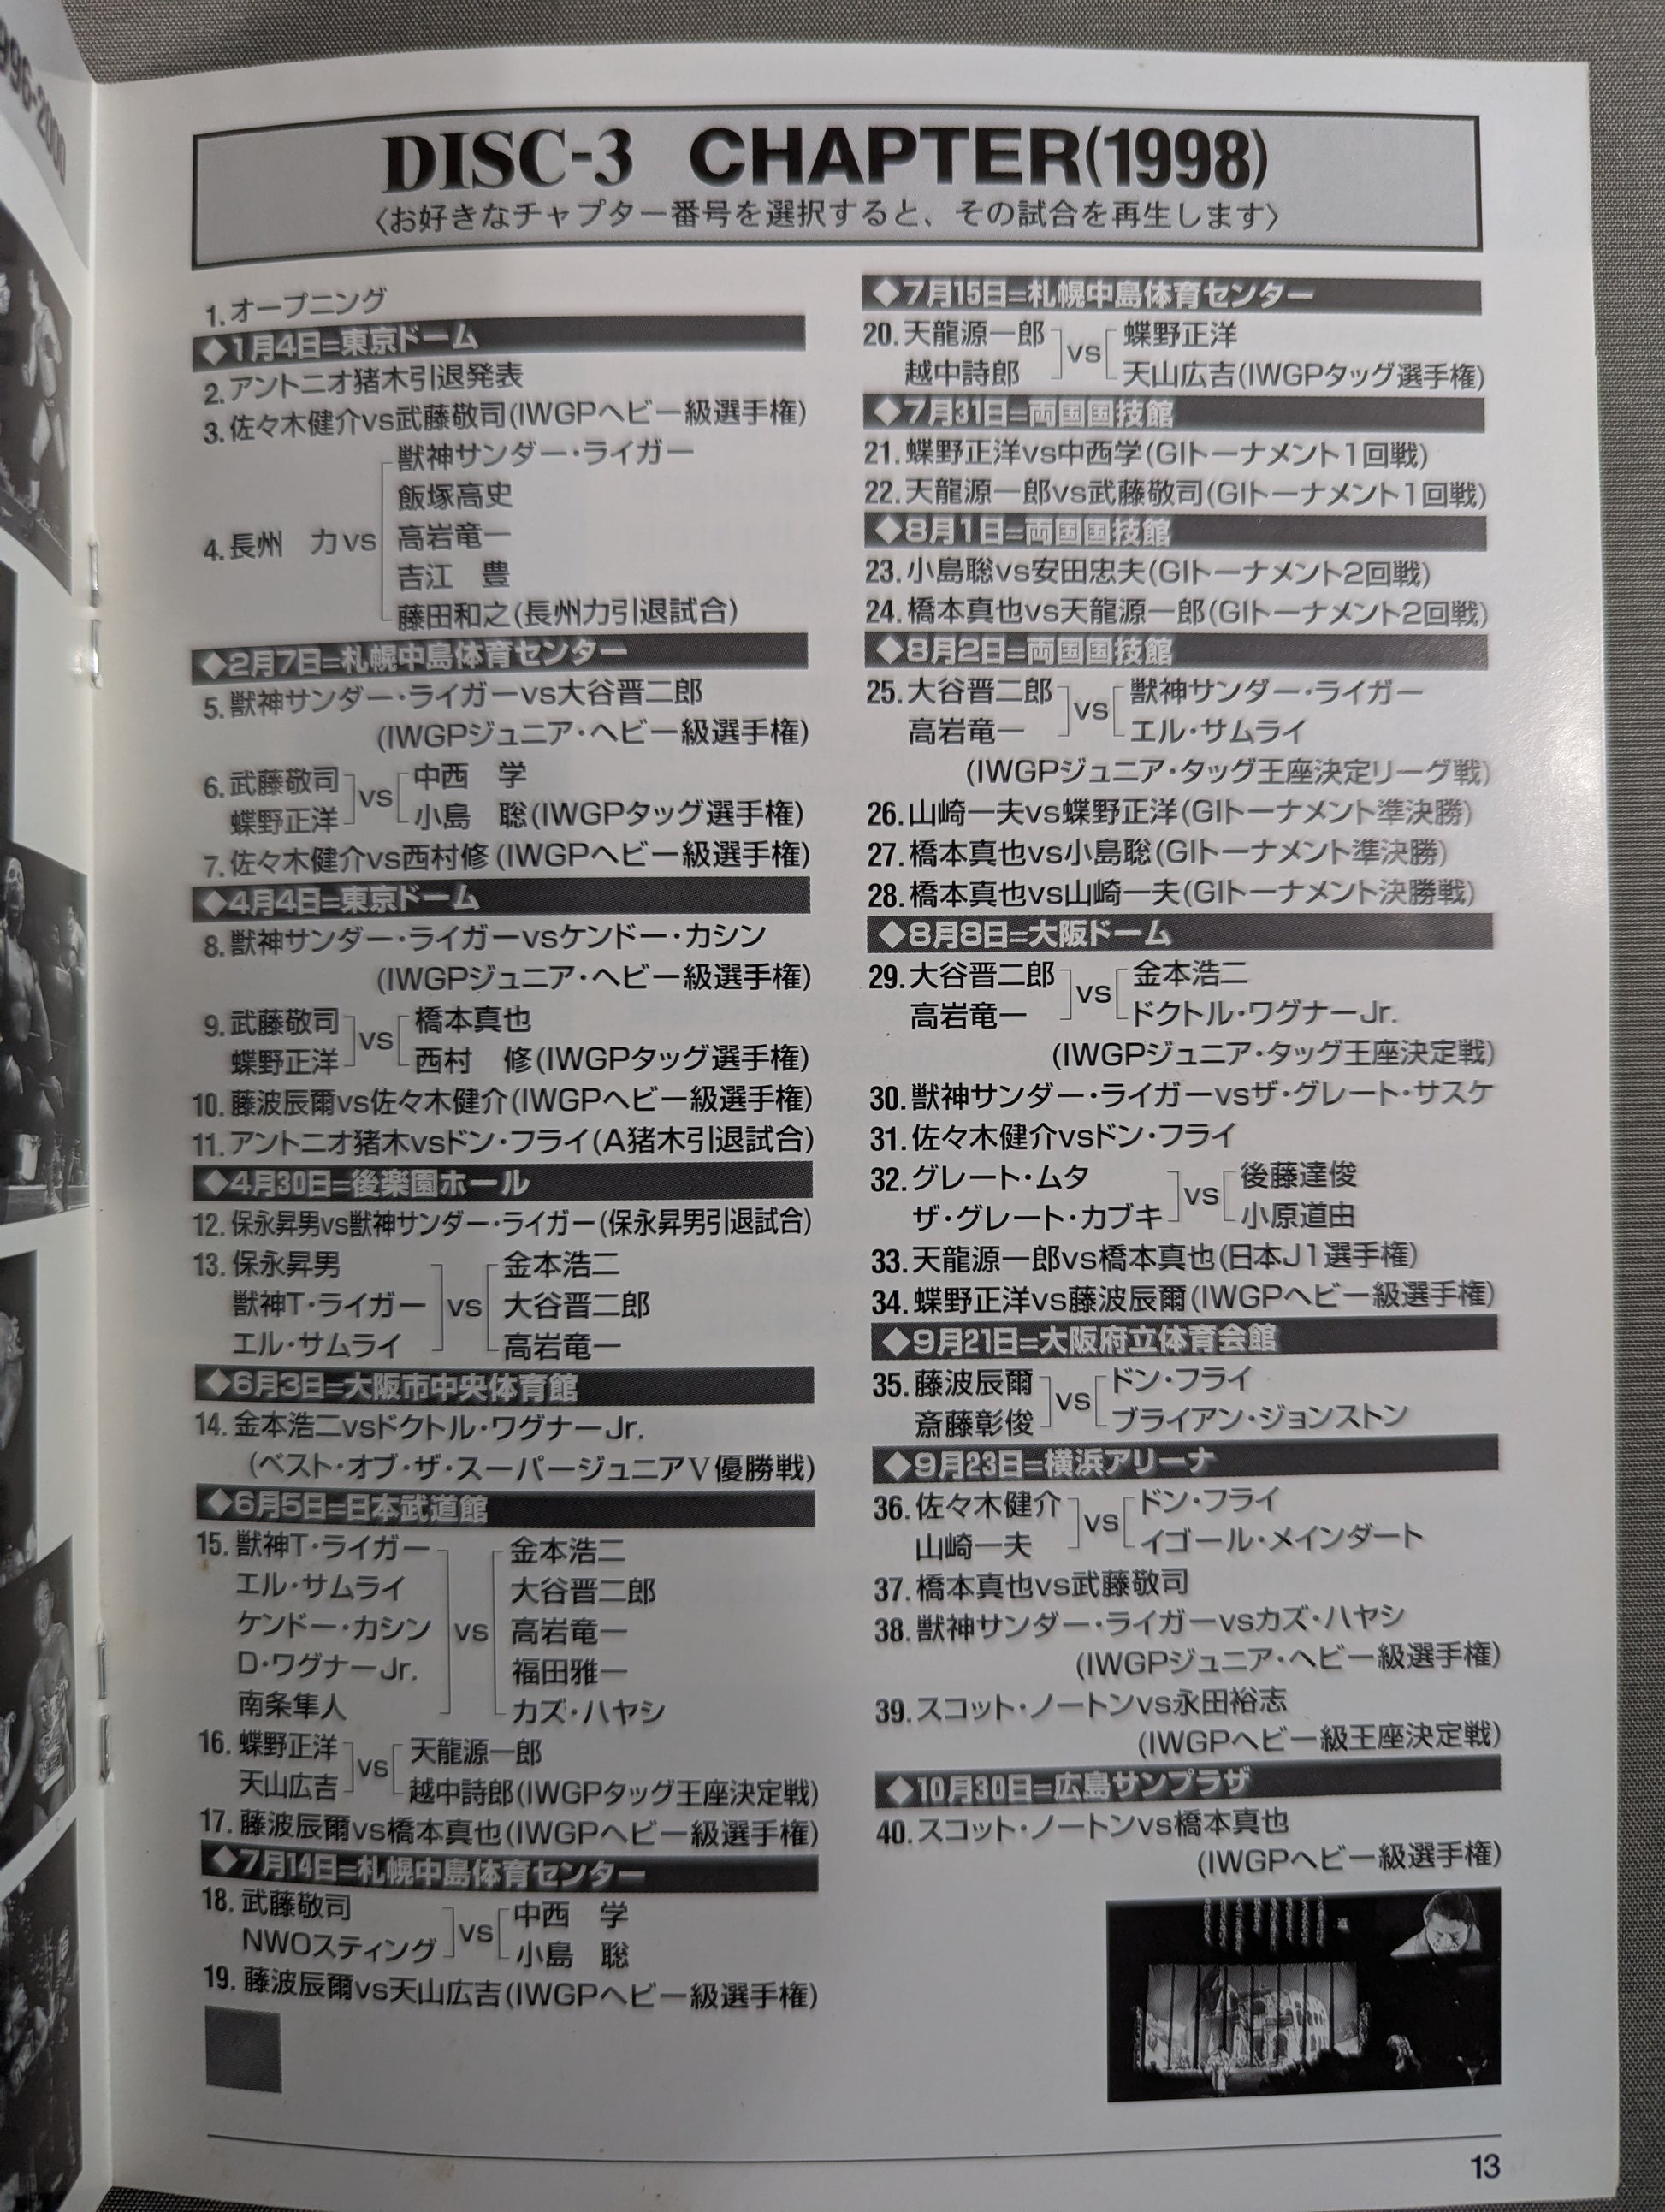 1996-2000
DISC-3 CHAPTER(1998)
〈お好きなチャプター番号を選択すると、その試合を再生します〉
1.オープニング
◆1月4日=東京ドーム
2.アントニオ猪木引退発表
3.佐々木健介vs武藤敬司(IWGPヘビー級選手権)
獣神サンダー・ライガー
飯塚高史
4.長州　力vs 高岩竜一
吉江　豊
藤田和之(長州力引退試合)
◆2月7日=札幌中島体育センター
5.獣神サンダー・ライガーvs大谷晋二郎
(IWGPジュニア・ヘビー級選手権)
6.武藤敬司 vs 中西　学
蝶野正洋 小島　聡(IWGPタッグ選手権)
7.佐々木健介vs西村修(IWGPヘビー級選手権)
◆4月4日=東京ドーム
8.獣神サンダー・ライガーvsケンドー・カシン
(IWGPジュニア・ヘビー級選手権)
9.武藤敬司 vs 橋本真也
蝶野正洋 西村　修(IWGPタッグ選手権)
10.藤波辰爾vs佐々木健介(IWGPヘビー級選手権)
11.アントニオ猪木vsドン・フライ(A猪木引退試合)
◆4月30日=後楽園ホール
12.保永昇男vs獣神サンダー・ライガー(保永昇男引退試合)
13.保永昇男 金本浩二
獣神T・ライガー vs 大谷晋二郎
エル・サムライ 高岩竜一
◆6月3日=大阪市中央体育館
14.金本浩二vsドクトル・ワグナーJr.
(ベスト・オブ・ザ・スーパージュニアⅤ優勝戦)
◆6月5日=日本武道館
15.獣神T・ライガー 金本浩二
エル・サムライ 大谷晋二郎
ケンドー・カシン vs 高岩竜一
D・ワグナーJr. 福田雅一
南条隼人 カズ・ハヤシ
16.蝶野正洋 vs 天龍源一郎
天山広吉 越中詩郎(IWGPタッグ王座決定戦)
17.藤波辰爾vs橋本真也(IWGPヘビー級選手権)
◆7月14日=札幌中島体育センター
18.武藤敬司 vs 中西　学
NWOスティング 小島　聡
19.藤波辰爾vs天山広吉(IWGPヘビー級選手権)
◆7月15日=札幌中島体育センター
20.天龍源一郎 vs 蝶野正洋
越中詩郎 天山広吉(IWGPタッグ選手権)
◆7月31日=両国国技館
21.蝶野正洋vs中西学(GIトーナメント1回戦)
22.天龍源一郎vs武藤敬司(GIトーナメント1回戦)
◆8月1日=両国国技館
23.小島聡vs安田忠夫(GIトーナメント2回戦)
24.橋本真也vs天龍源一郎(GIトーナメント2回戦)
◆8月2日=両国国技館
25.大谷晋二郎 vs 獣神サンダー・ライガー
高岩竜一 エル・サムライ
(IWGPジュニア・タッグ王座決定リーグ戦)
26.山崎一夫vs蝶野正洋(GIトーナメント準決勝)
27.橋本真也vs小島聡(GIトーナメント準決勝)
28.橋本真也vs山崎一夫(GIトーナメント決勝戦)
◆8月8日=大阪ドーム
29.大谷晋二郎 vs 金本浩二
高岩竜一 ドクトル・ワグナーJr.
(IWGPジュニア・タッグ王座決定戦)
30.獣神サンダー・ライガーvsザ・グレート・サスケ
31.佐々木健介vsドン・フライ
32.グレート・ムタ vs 後藤達俊
ザ・グレート・カブキ 小原道由
33.天龍源一郎vs橋本真也(日本J1選手権)
34.蝶野正洋vs藤波辰爾(IWGPヘビー級選手権)
◆9月21日=大阪府立体育会館
35.藤波辰爾 vs ドン・フライ
斎藤彰俊 ブライアン・ジョンストン
◆9月23日=横浜アリーナ
36.佐々木健介 vs ドン・フライ
山崎一夫 イゴール・メインダート
37.橋本真也vs武藤敬司
38.獣神サンダー・ライガーvsカズ・ハヤシ
(IWGPジュニア・ヘビー級選手権)
39.スコット・ノートンvs永田裕志
(IWGPヘビー級王座決定戦)
◆10月30日=広島サンプラザ
40.スコット・ノートンvs橋本真也
(IWGPヘビー級選手権)
13